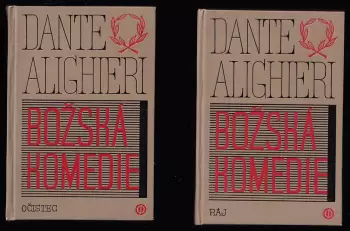 DANTE
ALIGHIERI
BOŽSKÁ
KOMEDIE
OČISTEC
DANTE
ALIGHIERI
BOŽSKÁ
KOMEDIE
RÁJ